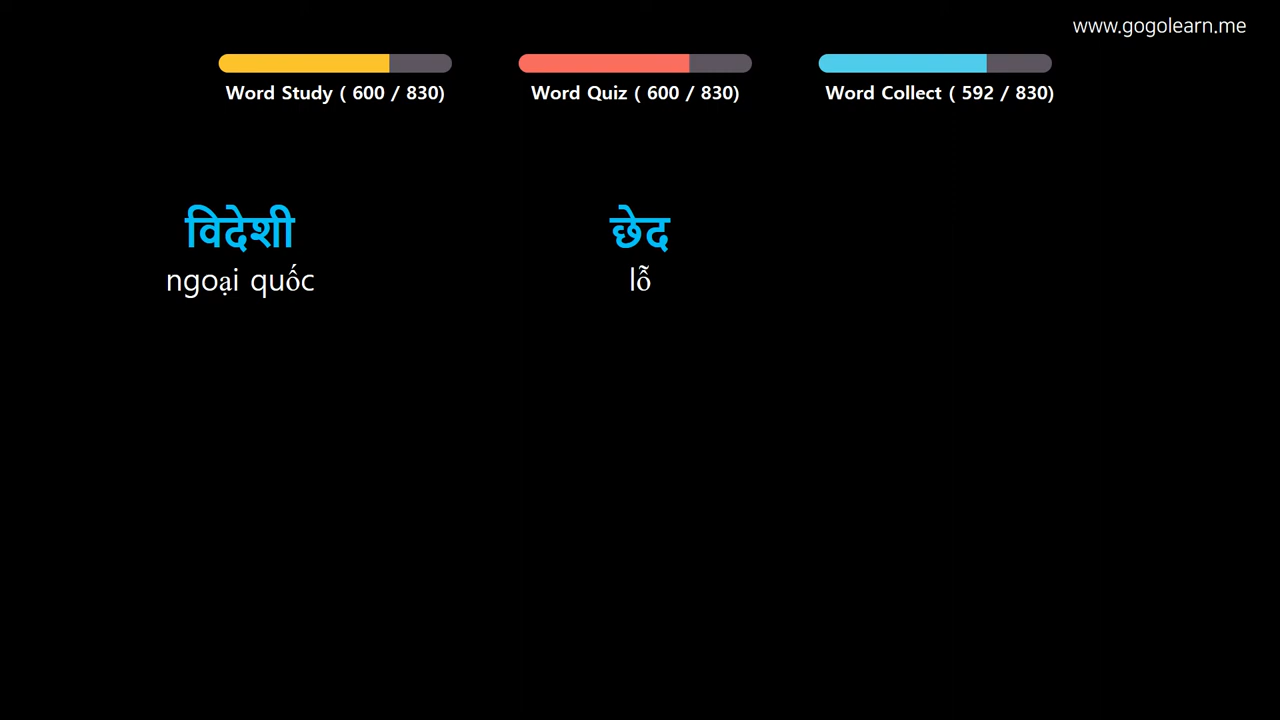 www.gogolearn.me
Word Study ( 600 / 830)
Word Quiz ( 600 / 830)
Word Collect ( 592 / 830)
विदेशी
ngoại quốc
छेद
lỗ